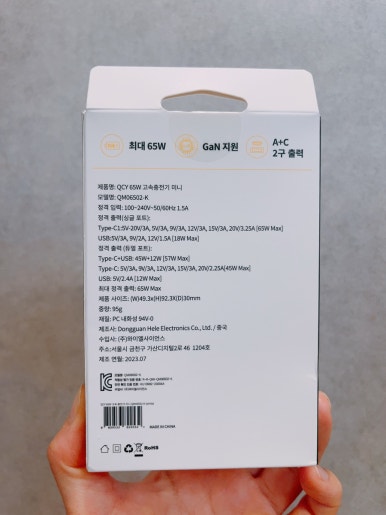 최대 65W
GaN 지원
A+C
2구 출력
제품명: QCY 65W 고속충전기 미니
모델명: QM06502-K
정격 입력: 100~240V~50/60Hz 1.5A
정격 출력(싱글 포트):
Type-C1:5V-20V/3A, 5V/3A, 9V/3A, 12V/3A, 15V/3A, 20V/3.25A [65W Max]
USB:5V/3A, 9V/2A, 12V/1.5A [18W Max]
정격 출력 (듀얼 포트):
Type-C+USB: 45W+12W [57W Max]
Type-C: 5V/3A, 9V/3A, 12V/3A, 15V/3A, 20V/2.25A[45W Max]
USB: 5V/2.4A [12W Max]
최대 정격 출력: 65W Max
제품 사이즈: (W)49.3x(H)92.3X(D)30mm
중량: 95g
재질: PC 내화성 94V-0
제조사: Dongguan Hele Electronics Co., Ltd. / 중국
수입사: (주)와이엘사이언스
주소:서울시 금천구 가산디지털2로 46 1204호
제조 연월: 2023.07
MADE IN CHINA
RoHS